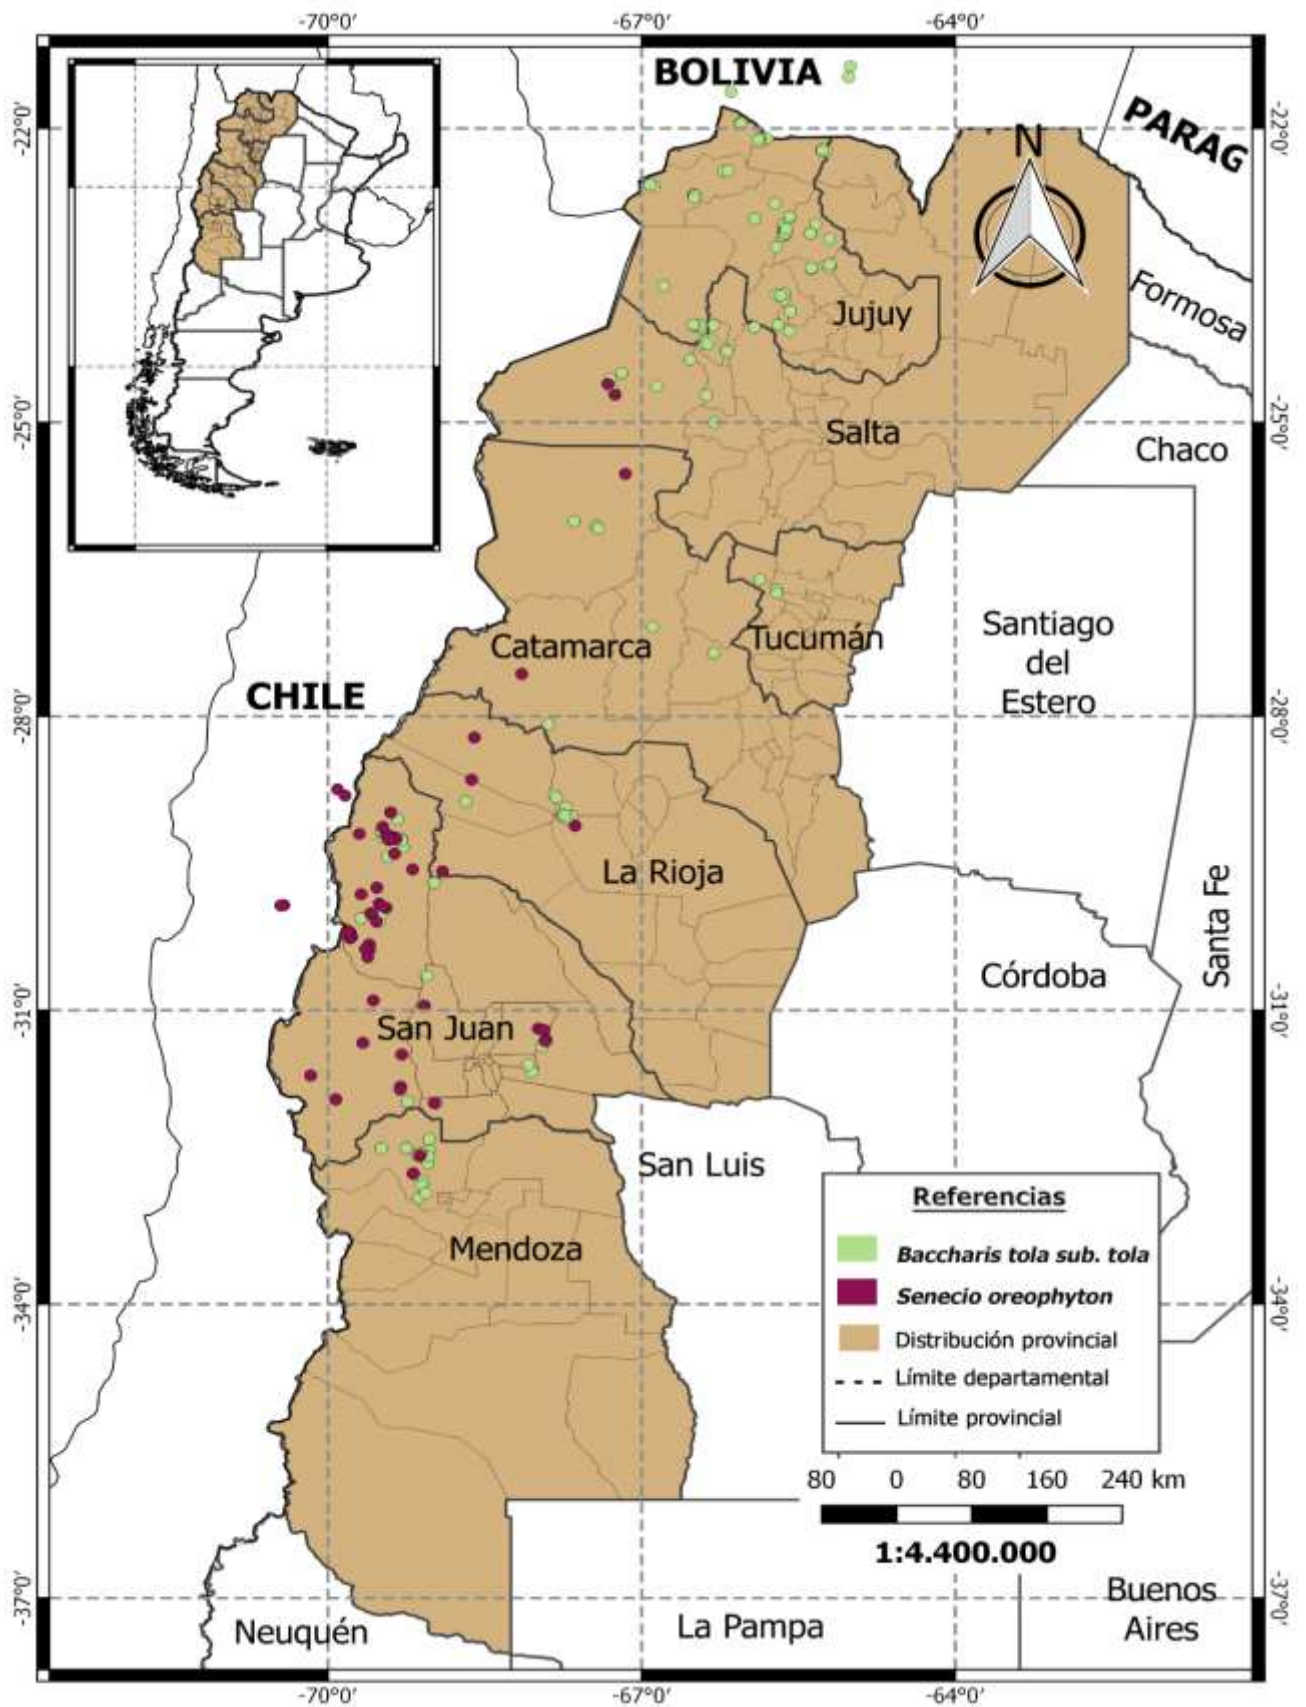 -70°0′ -67°0′ -64°0′
BOLIVIA
PARAG
-22°0′ -22°0′
N
Formosa
Jujuy
-25°0′ -25°0′
Salta
Chaco
Santiago
del
Estero
Catamarca
Tucumán
CHILE
-28°0′ -28°0′
La Rioja
Santa Fe
Córdoba
-31°0′ -31°0′
San Juan
San Luis
Mendoza
Referencias
Baccharis tola sub. tola
Senecio oreophyton
-34°0′ -34°0′
Distribución provincial
Límite departamental
Límite provincial
80 0 80 160 240 km
1:4.400.000
-37°0′ -37°0′
Buenos
Aires
Neuquén
La Pampa
-70°0′ -67°0′ -64°0′